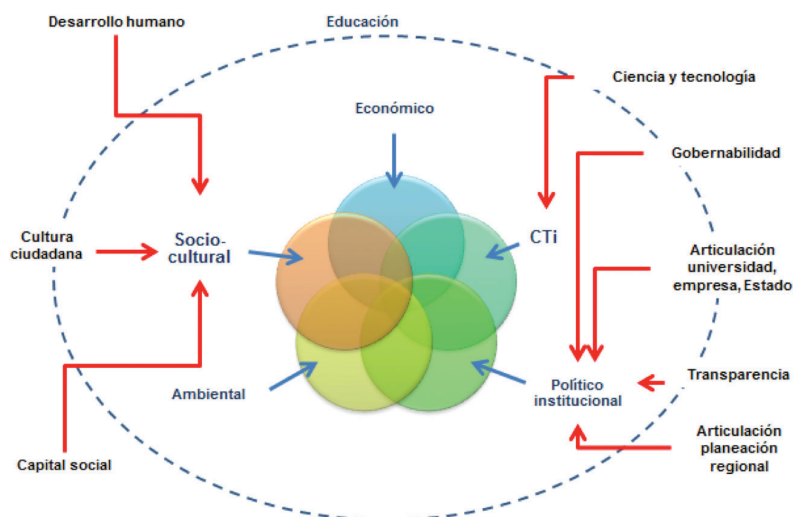 Desarrollo humano
Educación
Ciencia y tecnología
Económico
Gobernabilidad
Cultura
ciudadana
Socio-
cultural
CTi
Articulación
universidad,
empresa, Estado
Ambiental
Político
institucional
Transparencia
Articulación
planeación
regional
Capital social